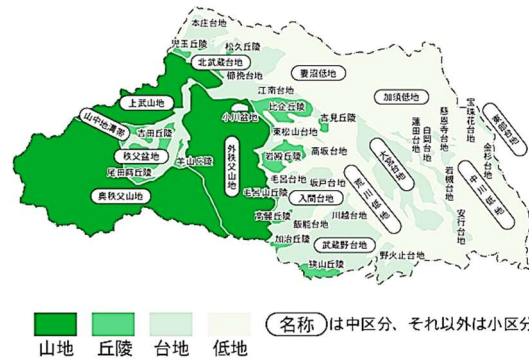 本庄台地
児玉丘陵
松久丘陵
北武蔵台地
櫛挽台地
妻沼低地
江南台地
上武山地
加須低地
小川盆地
比企丘陵
吉見丘陵
山中地溝帯
吉田丘陵
東松山台地
秩父盆地
外秩父山地
岩殿丘陵
高坂台地
羊山丘陵
尾田蒔丘陵
毛呂台地
坂戸台地
奥秩父山地
毛呂山丘陵
入間台地
荒川低地
大宮台地
慈恩寺台地
白岡台地
蓮田台地
宝珠花台地
金杉台地
中川低地
岩槻台地
安行台地
高麗丘陵
飯能台地
川越台地
加治丘陵
武蔵野台地
狭山丘陵
野火止台地
山地
丘陵
台地
低地
名称 は中区分、それ以外は小区分